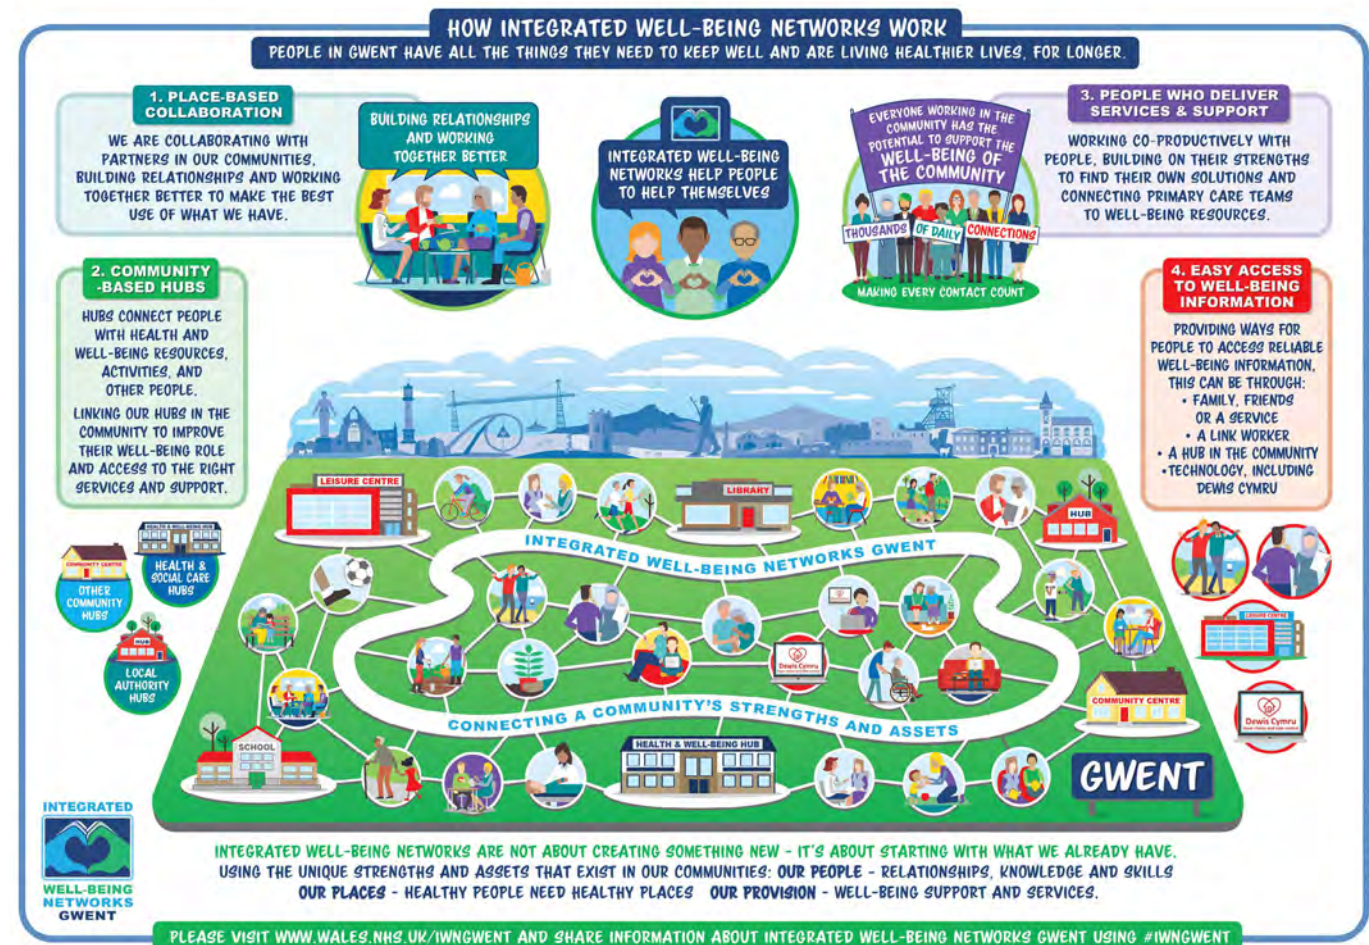 HOW INTEGRATED WELL-BEING NETWORKS WORK
PEOPLE IN GWENT HAVE ALL THE THINGS THEY NEED TO KEEP WELL AND ARE LIVING HEALTHIER LIVES, FOR LONGER.
1. PLACE-BASED
COLLABORATION
WE ARE COLLABORATING WITH
PARTNERS IN OUR COMMUNITIES,
BUILDING RELATIONSHIPS AND WORKING
TOGETHER BETTER TO MAKE THE BEST
USE OF WHAT WE HAVE.
BUILDING RELATIONSHIPS
AND WORKING
TOGETHER BETTER
INTEGRATED WELL-BEING
NETWORKS HELP PEOPLE
TO HELP THEMSELVES
EVERYONE WORKING IN THE
COMMUNITY HAS THE
POTENTIAL TO SUPPORT THE
WELL-BEING OF
THE COMMUNITY
THOUSANDS
OF DAILY
CONNECTIONS
MAKING EVERY CONTACT COUNT
3. PEOPLE WHO DELIVER
SERVICES & SUPPORT
WORKING CO-PRODUCTIVELY WITH
PEOPLE, BUILDING ON THEIR STRENGTHS
TO FIND THEIR OWN SOLUTIONS AND
CONNECTING PRIMARY CARE TEAMS
TO WELL-BEING RESOURCES.
2. COMMUNITY
-BASED HUBS
HUBS CONNECT PEOPLE
WITH HEALTH AND
WELL-BEING RESOURCES,
ACTIVITIES, AND
OTHER PEOPLE.
LINKING OUR HUBS IN THE
COMMUNITY TO IMPROVE
THEIR WELL-BEING ROLE
AND ACCESS TO THE RIGHT
SERVICES AND SUPPORT.
4. EASY ACCESS
TO WELL-BEING
INFORMATION
PROVIDING WAYS FOR
PEOPLE TO ACCESS RELIABLE
WELL-BEING INFORMATION,
THIS CAN BE THROUGH:
• FAMILY, FRIENDS
OR A SERVICE
• A LINK WORKER
• A HUB IN THE COMMUNITY
•TECHNOLOGY, INCLUDING
DEWIS CYMRU
HEALTH & WELL-BEING HUB
HEALTH &
SOCIAL CARE
HUBS
COMMUNITY CENTRE
OTHER
COMMUNITY
HUBS
HUB
LOCAL
AUTHORITY
HUBS
LEISURE CENTRE
LIBRARY
HUB
INTEGRATED WELL-BEING NETWORKS GWENT
Dewis Cymru
CONNECTING A COMMUNITY'S STRENGTHS AND ASSETS
COMMUNITY CENTRE
SCHOOL
HEALTH & WELL-BEING HUB
GWENT
LEISURE CENTRE
Dewis Cymru
INTEGRATED
WELL-BEING
NETWORKS
GWENT
INTEGRATED WELL-BEING NETWORKS ARE NOT ABOUT CREATING SOMETHING NEW - IT'S ABOUT STARTING WITH WHAT WE ALREADY HAVE,
USING THE UNIQUE STRENGTHS AND ASSETS THAT EXIST IN OUR COMMUNITIES: OUR PEOPLE - RELATIONSHIPS, KNOWLEDGE AND SKILLS
OUR PLACES - HEALTHY PEOPLE NEED HEALTHY PLACES OUR PROVISION - WELL-BEING SUPPORT AND SERVICES.
PLEASE VISIT WWW.WALES.NHS.UK/IWNGWENT AND SHARE INFORMATION ABOUT INTEGRATED WELL-BEING NETWORKS GWENT USING #IWNGWENT